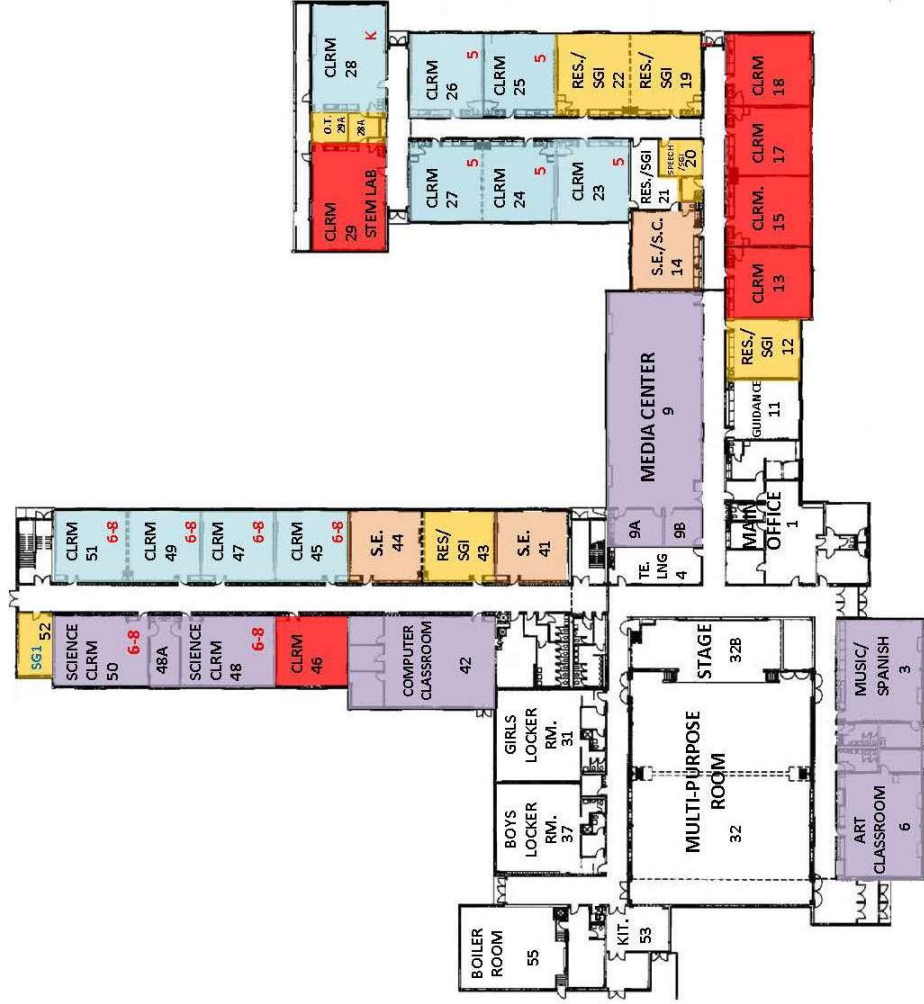 CLRM
28
K
O.T.
29A
28A
CLRM
29
STEM LAB
CLRM
26
5
CLRM
25
5
RES./
SGI
22
RES./
SGI
19
CLRM
27
5
CLRM
24
5
CLRM
23
5
RES./SGI
21
SPEECH
/SGI
20
S.E./S.C.
14
CLRM
18
CLRM
17
CLRM.
15
CLRM
13
RES./
SGI
12
GUIDANCE
11
MEDIA CENTER
9
9A
9B
TE.
LNG
4
MAIN
OFFICE
1
CLRM
51
6-8
CLRM
49
6-8
CLRM
47
6-8
CLRM
45
6-8
S.E.
44
RES/
SGI
43
S.E.
41
SG1
52
SCIENCE
CLRM
50
6-8
48A
SCIENCE
CLRM
48
6-8
CLRM
46
COMPUTER
CLASSROOM
42
GIRLS
LOCKER
RM.
31
BOYS
LOCKER
RM.
37
STAGE
32B
MULTI-PURPOSE
ROOM
32
MUSIC/
SPANISH
3
ART
CLASSROOM
6
BOILER
ROOM
55
KIT.
53